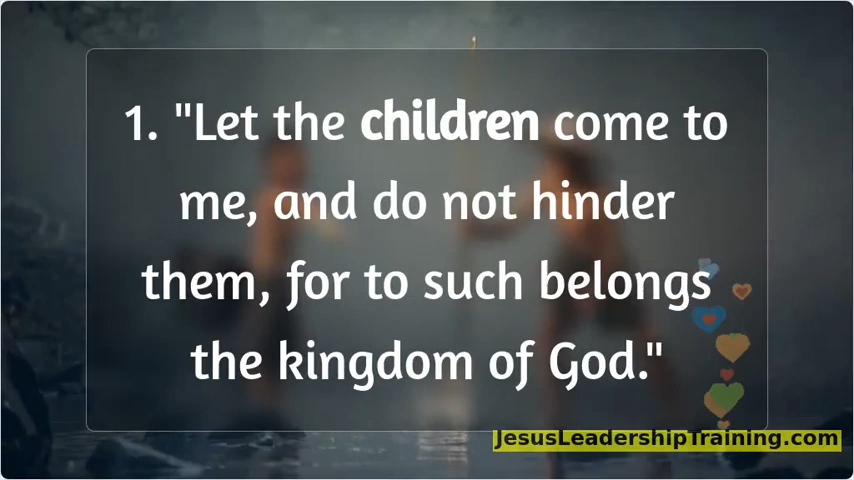 1. "Let the children come to
me, and do not hinder
them, for to such belongs
the kingdom of God."
JesusLeadershipTraining.com